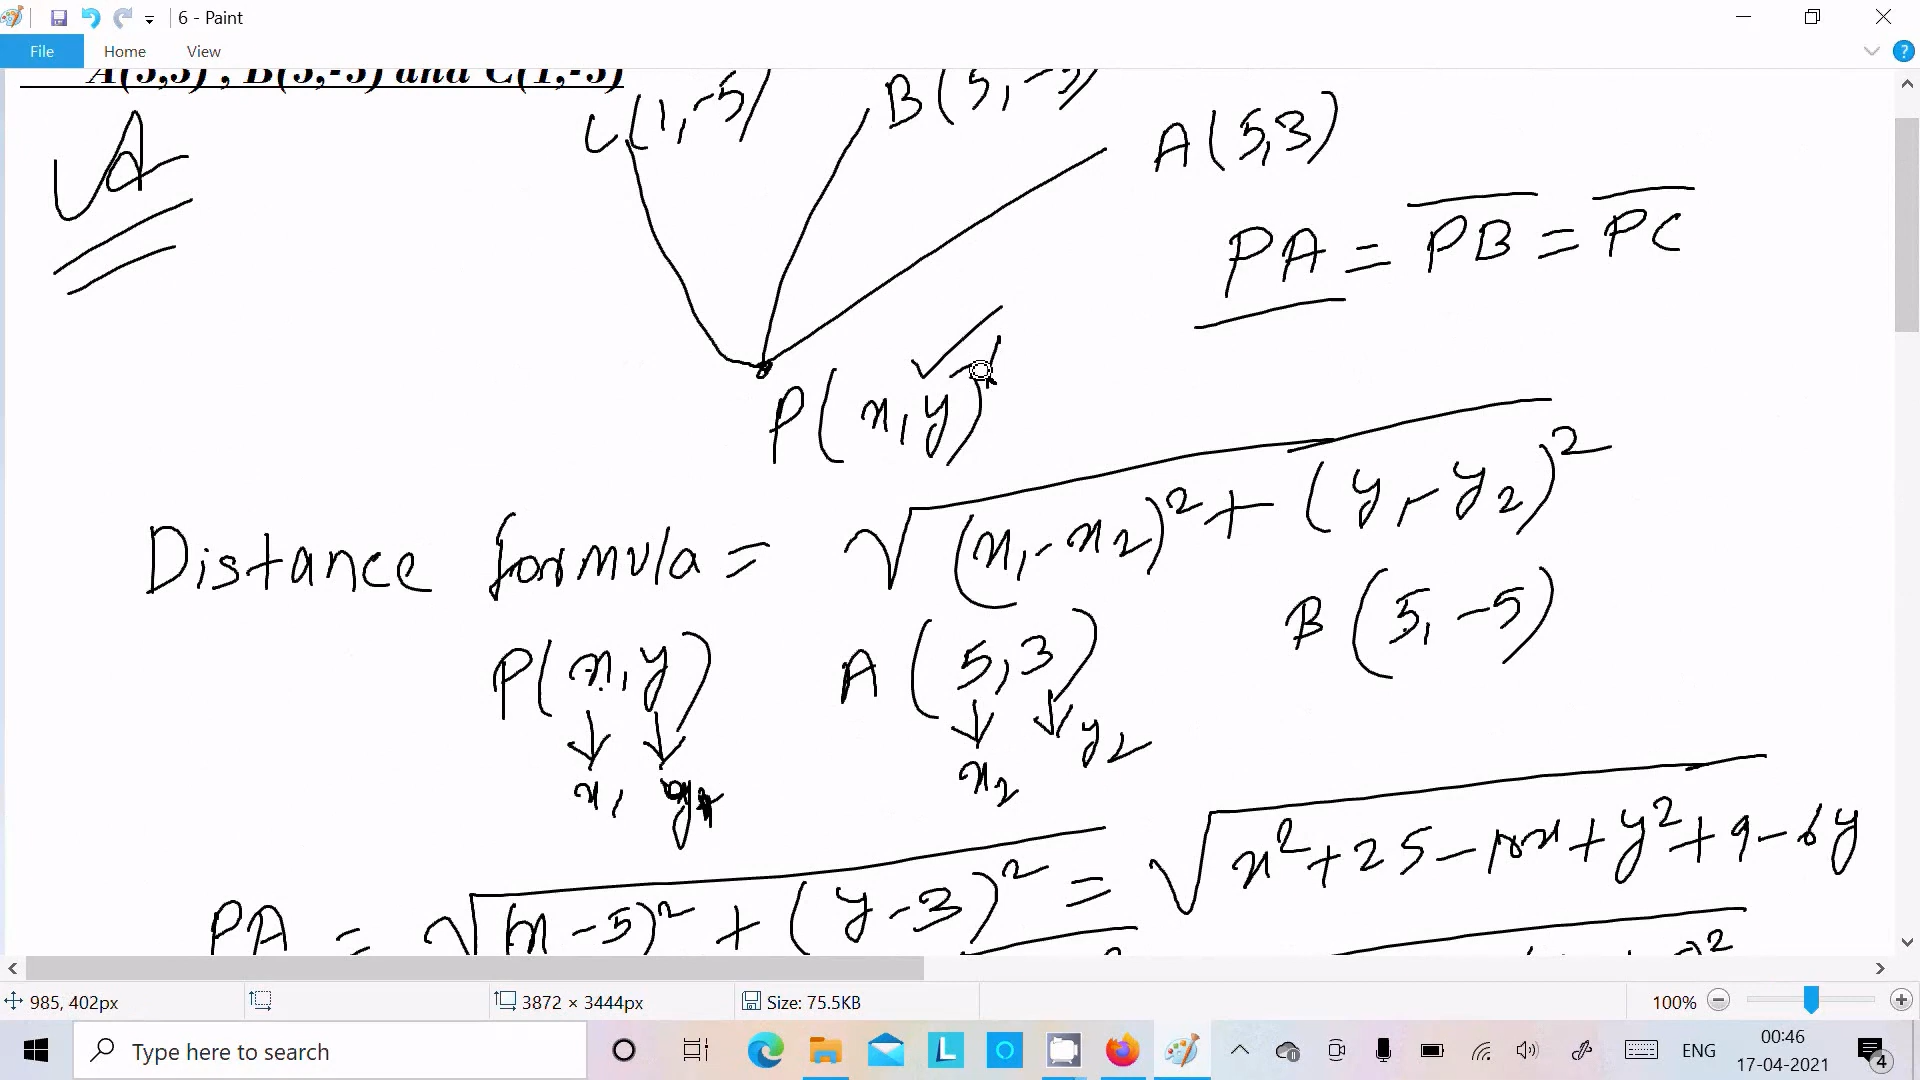 6 - Paint
File Home View
A(5,3) , B(5,-5) and C(1,-5)
C(1,-5) B(5,-5)
A(5,3)
PA = PB = PC
P(x,y)
Distance formula = √(x₁-x₂)² + (y₁-y₂)²
P(x,y) A(5,3) B(5,-5)
x₁ y₁ x₂ y₂
PA = √(x-5)² + (y-3)² = √x²+25-10x+y²+9-6y
985, 402px 3872 × 3444px Size: 75.5KB 100%
Type here to search
ENG 00:46
17-04-2021
4